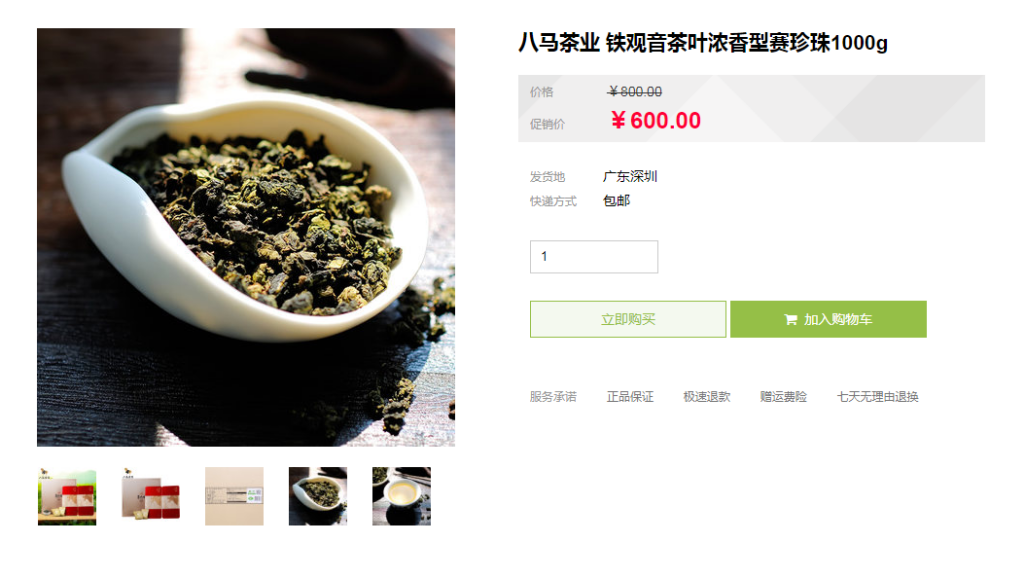 八马茶业 铁观音茶叶浓香型赛珍珠1000g
价格 ￥800.00
促销价 ￥600.00
发货地 广东深圳
快递方式 包邮
1
立即购买 加入购物车
服务承诺 正品保证 极速退款 赠运费险 七天无理由退换